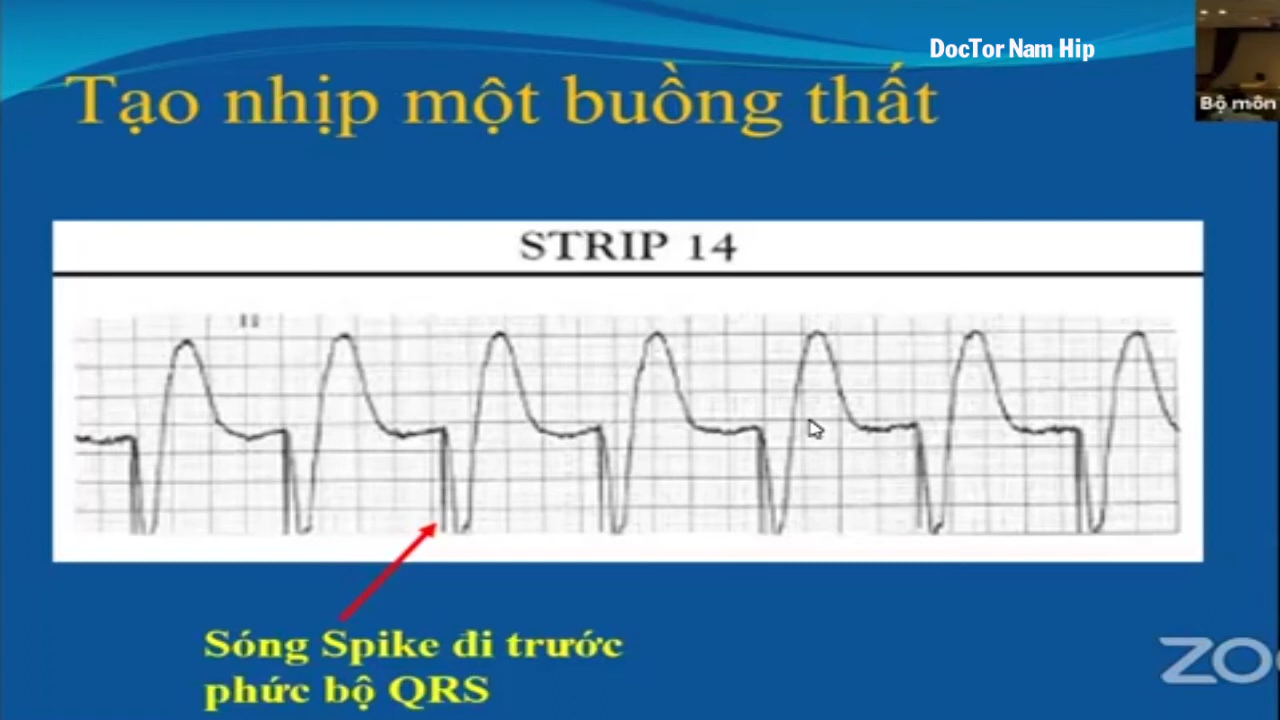 DocTor Nam Hip
Bộ môn
Tạo nhịp một buồng thất
STRIP 14
II
Sóng Spike đi trước
phức bộ QRS